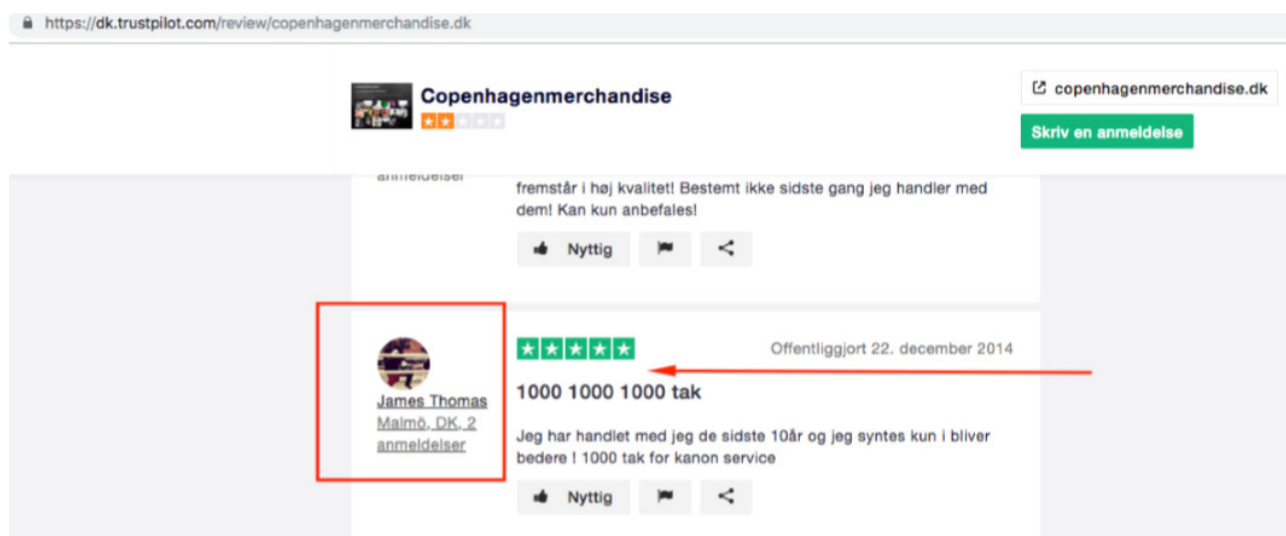 https://dk.trustpilot.com/review/copenhagenmerchandise.dk
Copenhagenmerchandise
copenhagenmerchandise.dk
Skriv en anmeldelse
anmeldelser
fremstår i høj kvalitet! Bestemt ikke sidste gang jeg handler med
dem! Kan kun anbefales!
Nyttig
James Thomas
Malmö, DK, 2
anmeldelser
Offentliggjort 22. december 2014
1000 1000 1000 tak
Jeg har handlet med jeg de sidste 10år og jeg syntes kun i bliver
bedere ! 1000 tak for kanon service
Nyttig